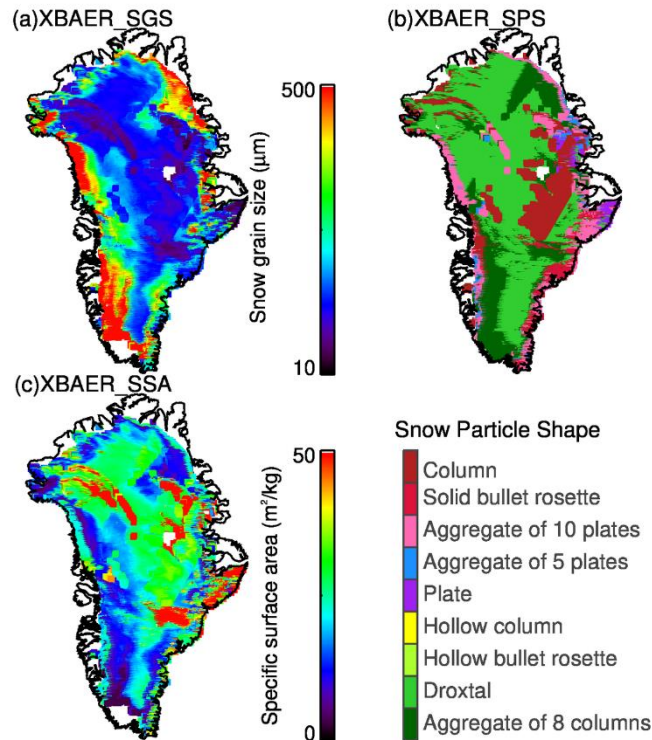 (a)XBAER_SGS
(b)XBAER_SPS
500
Snow grain size (μm)
10
(c)XBAER_SSA
50
Specific surface area (m²/kg)
0
Snow Particle Shape
Column
Solid bullet rosette
Aggregate of 10 plates
Aggregate of 5 plates
Plate
Hollow column
Hollow bullet rosette
Droxtal
Aggregate of 8 columns